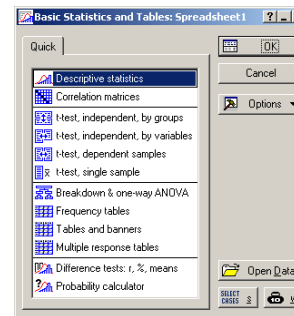 Basic Statistics and Tables: Spreadsheet1
Quick
OK
Cancel
Options
Descriptive statistics
Correlation matrices
t-test, independent, by groups
t-test, independent, by variables
t-test, dependent samples
t-test, single sample
Breakdown & one-way ANOVA
Frequency tables
Tables and banners
Multiple response tables
Difference tests: r, %, means
Probability calculator
Open Data
SELECT CASES S